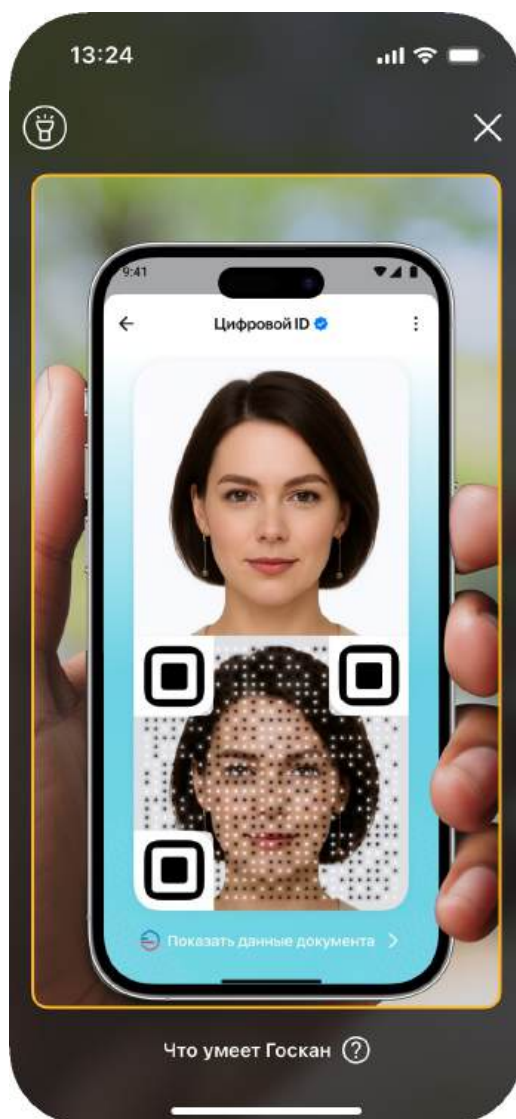 13:24
9:41
Цифровой ID
Показать данные документа
Что умеет Госкан